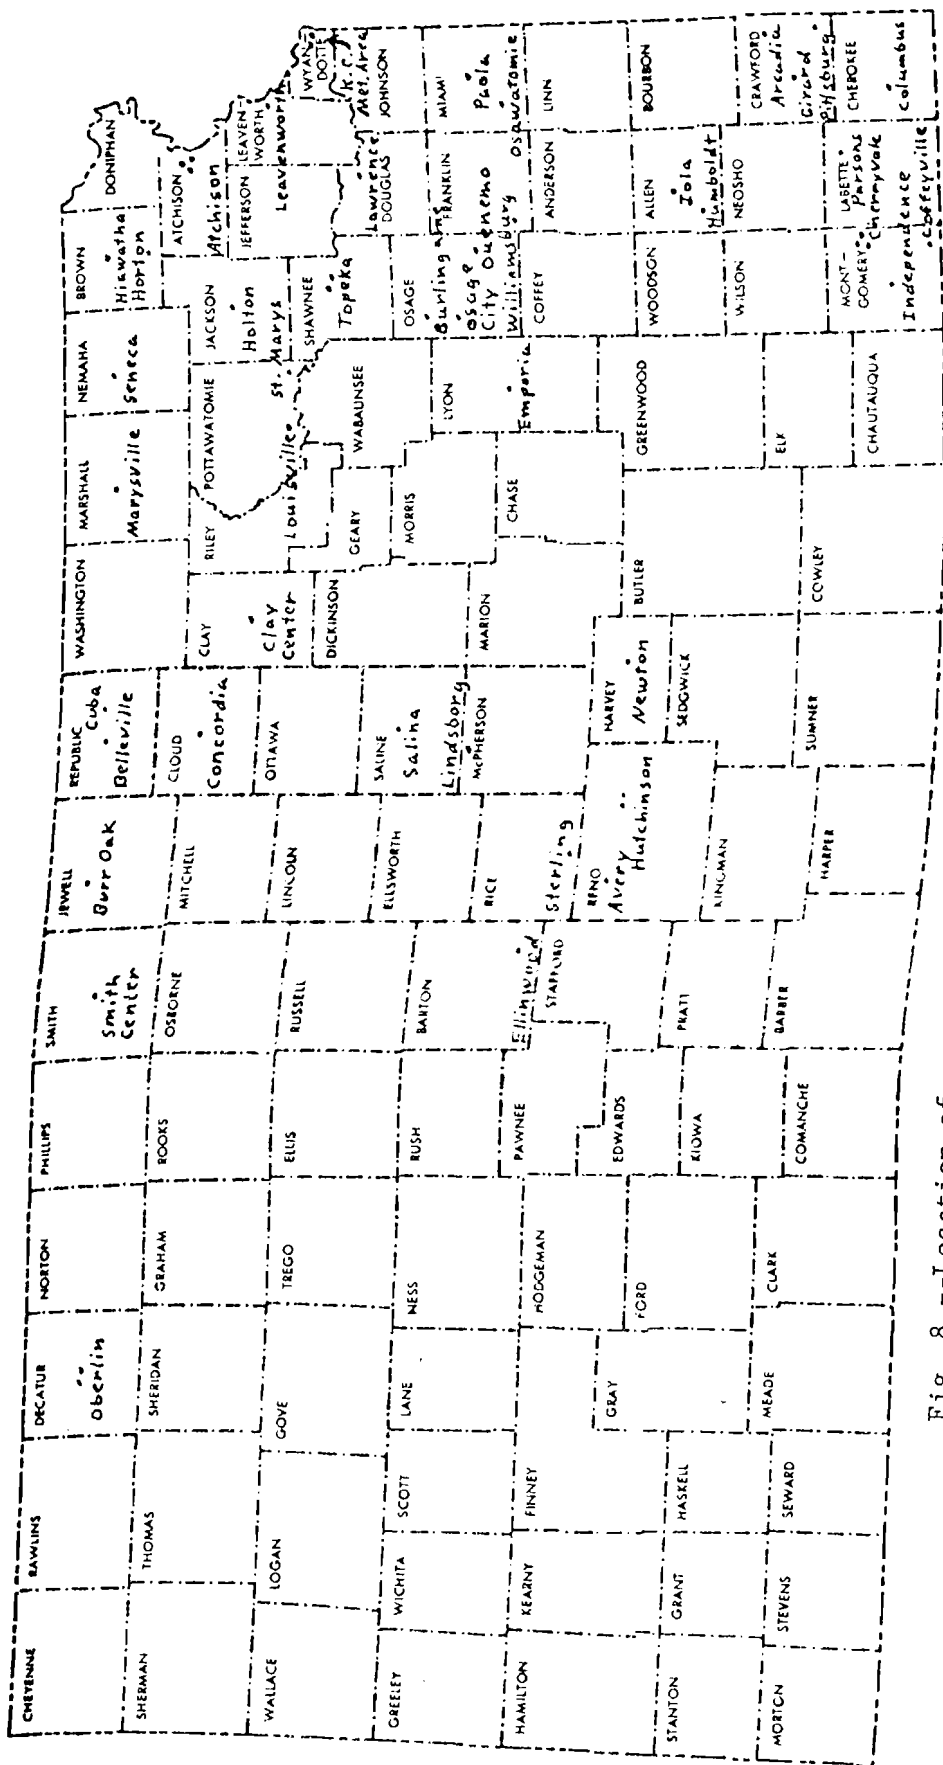 CHEYENNE
RAWLINS
DECATUR
Oberlin
NORTON
PHILLIPS
SMITH
Smith
Center
JEWELL
Burr Oak
REPUBLIC
Cuba
Belleville
WASHINGTON
MARSHALL
Marysville
NEMAHA
Seneca
BROWN
Hiawatha
Horton
DONIPHAN
SHERMAN
THOMAS
SHERIDAN
GRAHAM
ROOKS
OSBORNE
MITCHELL
CLOUD
Concordia
CLAY
Clay
Center
RILEY
POTTAWATOMIE
Louisville
St. Marys
JACKSON
Holton
ATCHISON
Atchison
JEFFERSON
LEAVEN-
WORTH
Leavenworth
WYAN
DOTTE
K.C.
Met. Area
WALLACE
LOGAN
GOVE
TREGO
ELLIS
RUSSELL
LINCOLN
OTTAWA
DICKINSON
GEARY
WABAUNSEE
SHAWNEE
Topeka
DOUGLAS
Lawrence
JOHNSON
GREELEY
WICHITA
SCOTT
LANE
NESS
RUSH
BARTON
Ellinwood
ELLSWORTH
SALINE
Salina
Lindsborg
MORRIS
OSAGE
Burlingame
Osage
City
Quenemo
FRANKLIN
Williamsburg
MIAMI
Paola
Osawatomie
HAMILTON
KEARNY
FINNEY
HODGEMAN
PAWNEE
STAFFORD
RICE
Sterling
McPHERSON
MARION
CHASE
LYON
Emporia
COFFEY
ANDERSON
LINN
GRAY
FORD
EDWARDS
RENO
Avery
Hutchinson
HARVEY
Newton
BUTLER
GREENWOOD
WOODSON
ALLEN
Iola
Humboldt
BOURBON
STANTON
GRANT
HASKELL
KIOWA
PRATT
KINGMAN
SEDGWICK
ELK
WILSON
NEOSHO
CRAWFORD
Arcadia
Girard
Pittsburg
MORTON
STEVENS
SEWARD
MEADE
CLARK
COMANCHE
BARBER
HARPER
SUMNER
COWLEY
CHAUTAUQUA
MONT-
GOMERY
Independence
Coffeyville
LABETTE
Parsons
Cherryvale
CHEROKEE
Columbus
Fig. 8.--Location of